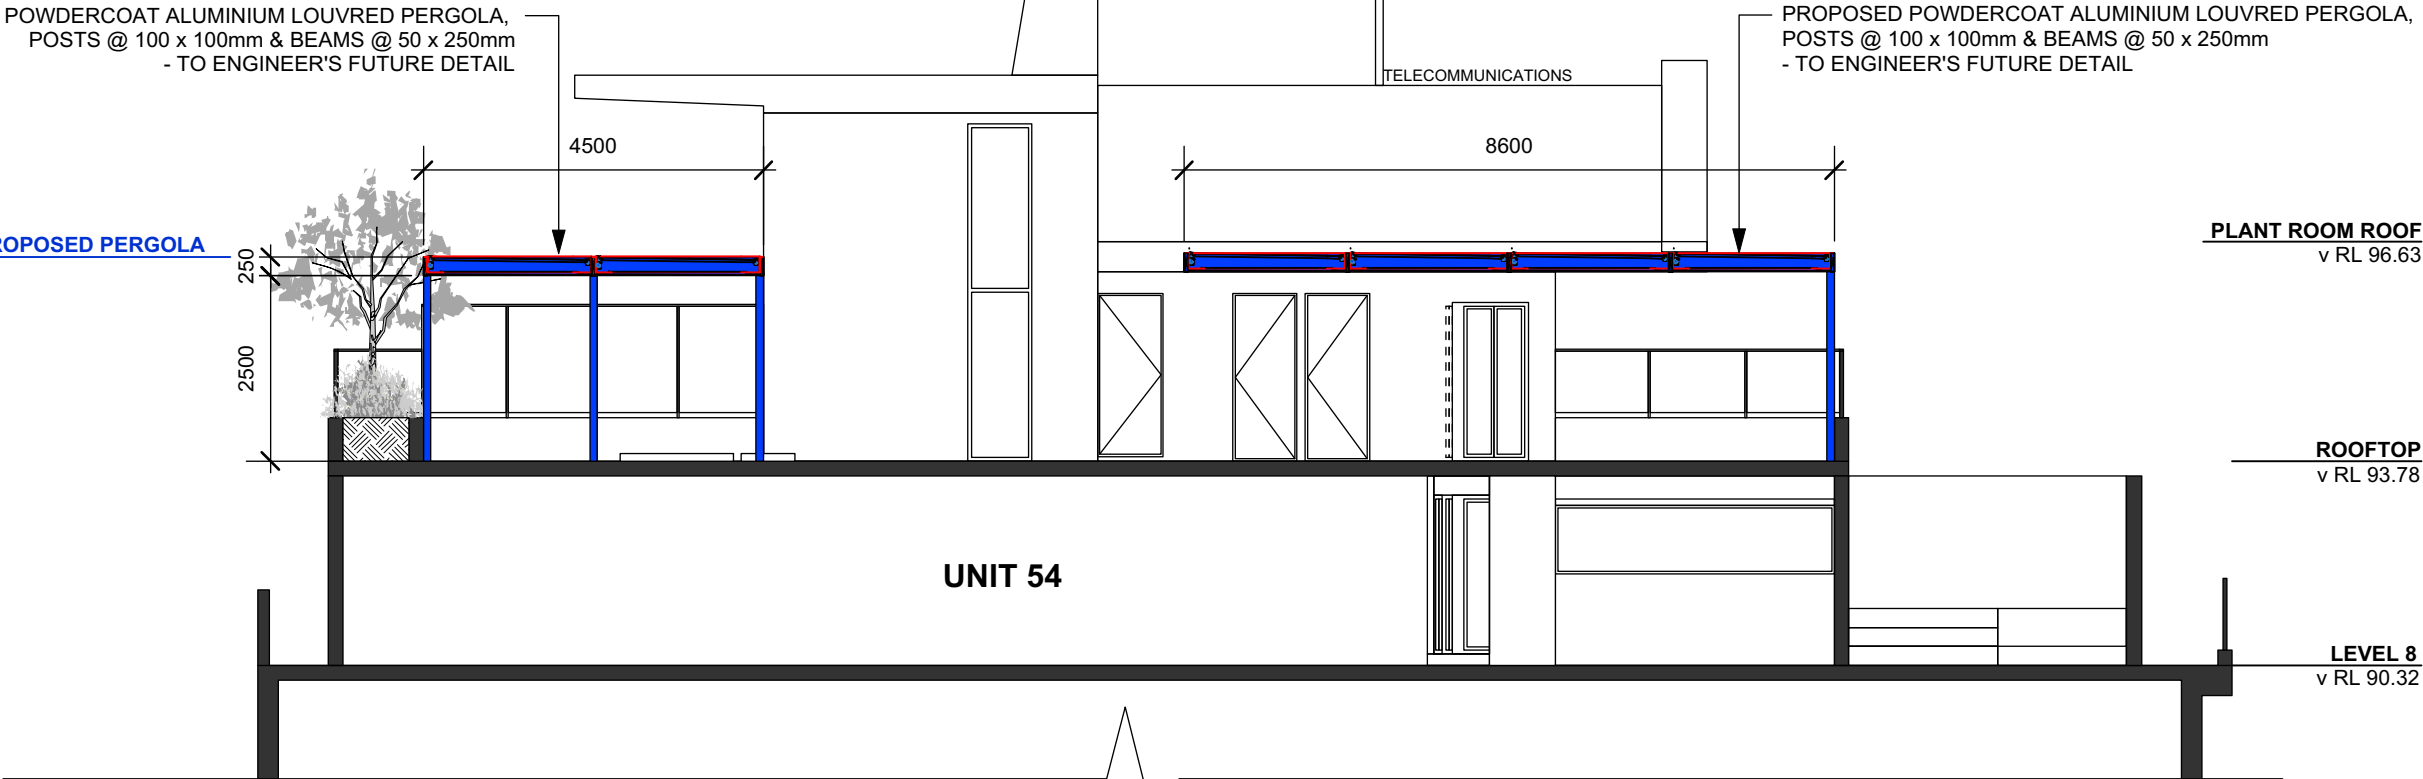 POWDERCOAT ALUMINIUM LOUVRED PERGOLA,
POSTS @ 100 x 100mm & BEAMS @ 50 x 250mm
- TO ENGINEER'S FUTURE DETAIL
PROPOSED POWDERCOAT ALUMINIUM LOUVRED PERGOLA,
POSTS @ 100 x 100mm & BEAMS @ 50 x 250mm
- TO ENGINEER'S FUTURE DETAIL
TELECOMMUNICATIONS
4500
8600
ROPOSED PERGOLA
250
2500
PLANT ROOM ROOF
v RL 96.63
ROOFTOP
v RL 93.78
UNIT 54
LEVEL 8
v RL 90.32